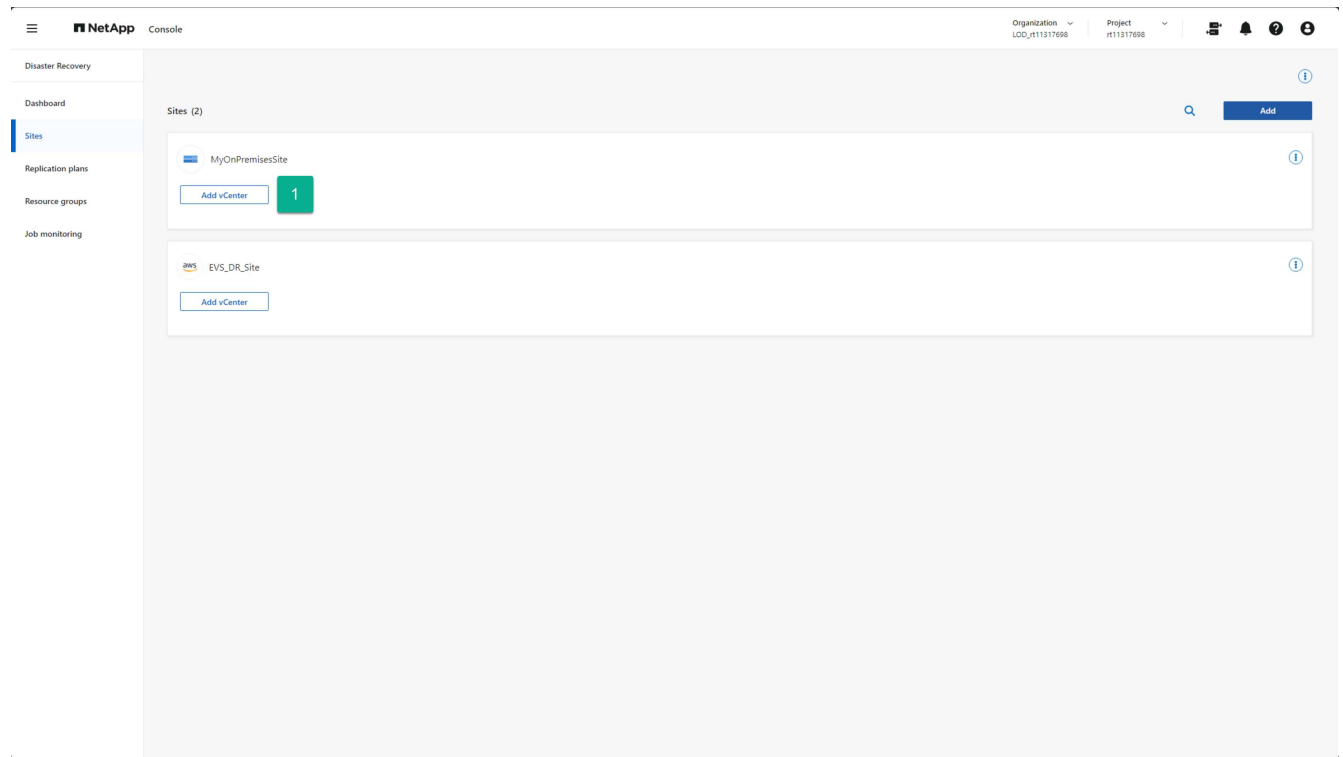 NetApp Console
Organization
LOD_rt11317698
Project
rt11317698
Disaster Recovery
Dashboard
Sites
Replication plans
Resource groups
Job monitoring
Sites (2)
Add
MyOnPremisesSite
Add vCenter
1
aws EVS_DR_Site
Add vCenter